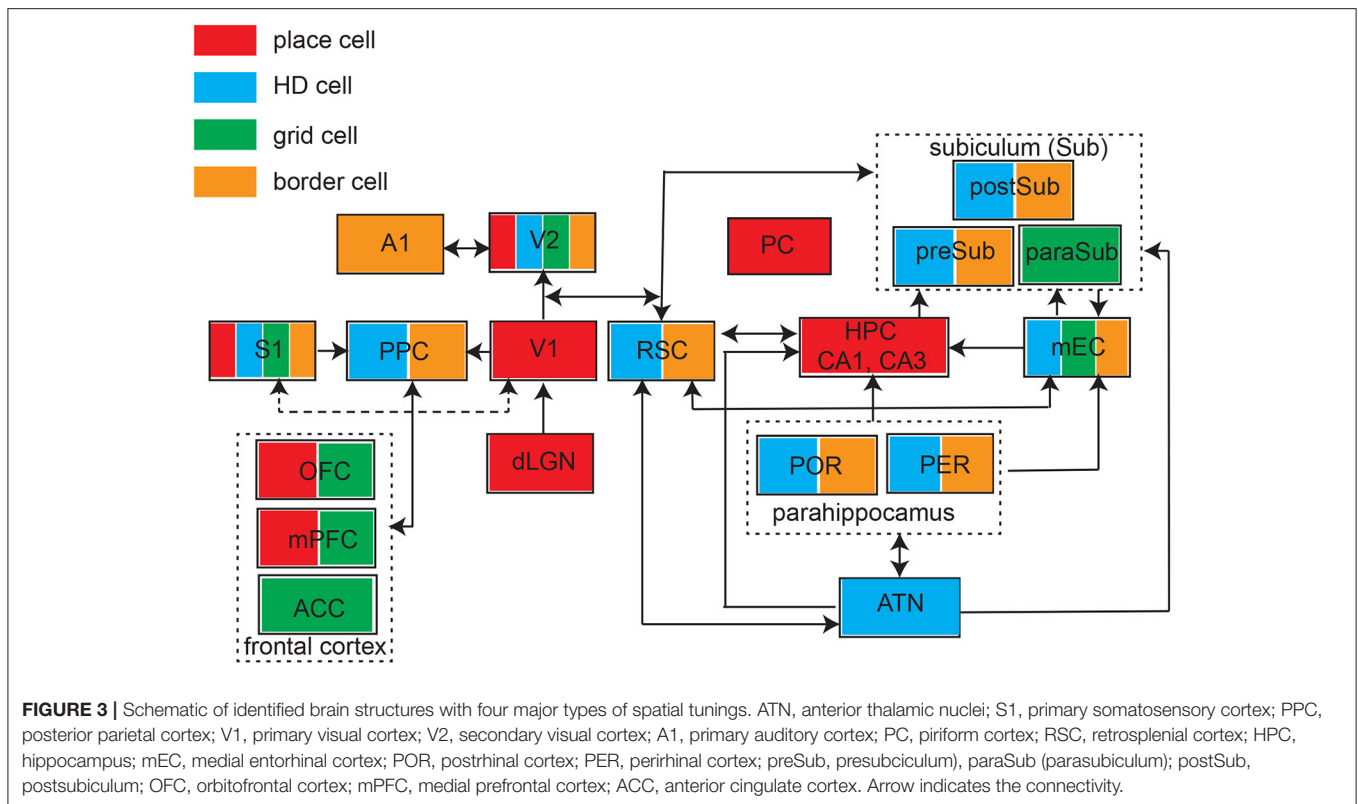 place cell
HD cell
grid cell
border cell
subiculum (Sub)
postSub
A1
V2
PC
preSub
paraSub
S1
PPC
V1
RSC
HPC
CA1, CA3
mEC
OFC
dLGN
POR
PER
parahippocamus
mPFC
ACC
ATN
frontal cortex
FIGURE 3 | Schematic of identified brain structures with four major types of spatial tunings. ATN, anterior thalamic nuclei; S1, primary somatosensory cortex; PPC,
posterior parietal cortex; V1, primary visual cortex; V2, secondary visual cortex; A1, primary auditory cortex; PC, piriform cortex; RSC, retrosplenial cortex; HPC,
hippocampus; mEC, medial entorhinal cortex; POR, postrhinal cortex; PER, perirhinal cortex; preSub, presubciculum), paraSub (parasubiculum); postSub,
postsubiculum; OFC, orbitofrontal cortex; mPFC, medial prefrontal cortex; ACC, anterior cingulate cortex. Arrow indicates the connectivity.